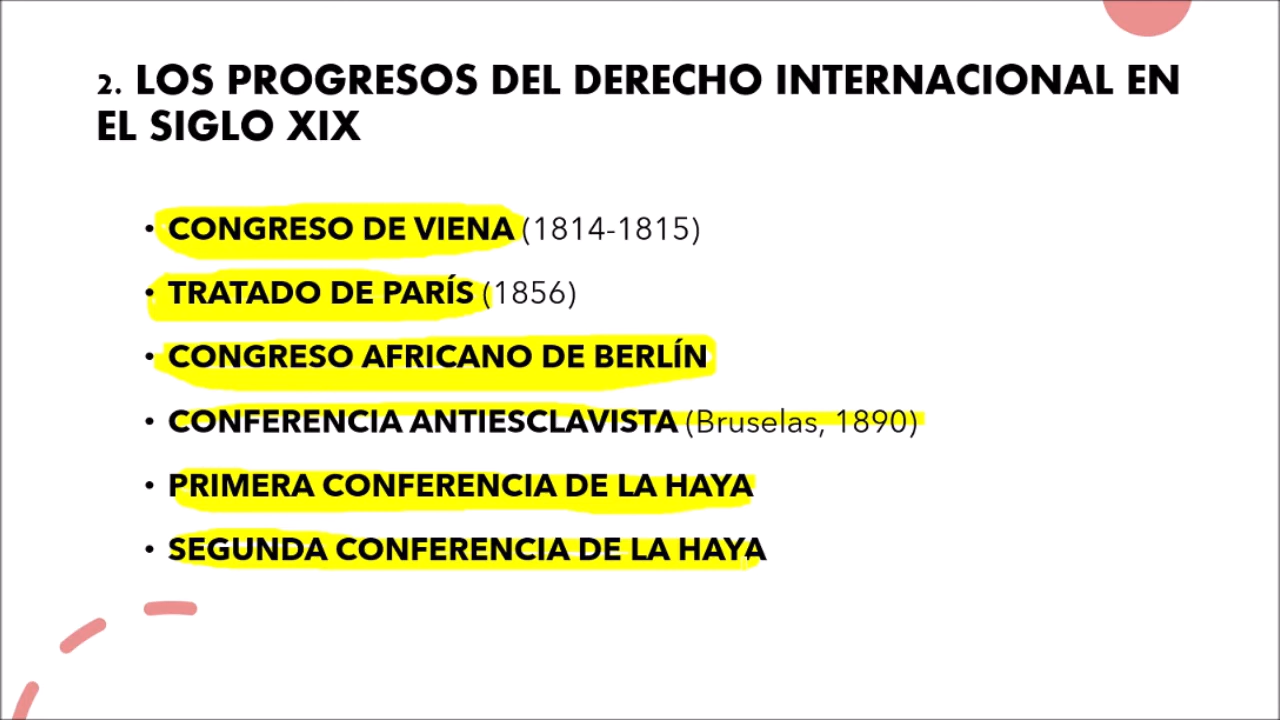 2. LOS PROGRESOS DEL DERECHO INTERNACIONAL EN
EL SIGLO XIX
• CONGRESO DE VIENA (1814-1815)
• TRATADO DE PARÍS (1856)
• CONGRESO AFRICANO DE BERLÍN
• CONFERENCIA ANTIESCLAVISTA (Bruselas, 1890)
• PRIMERA CONFERENCIA DE LA HAYA
• SEGUNDA CONFERENCIA DE LA HAYA